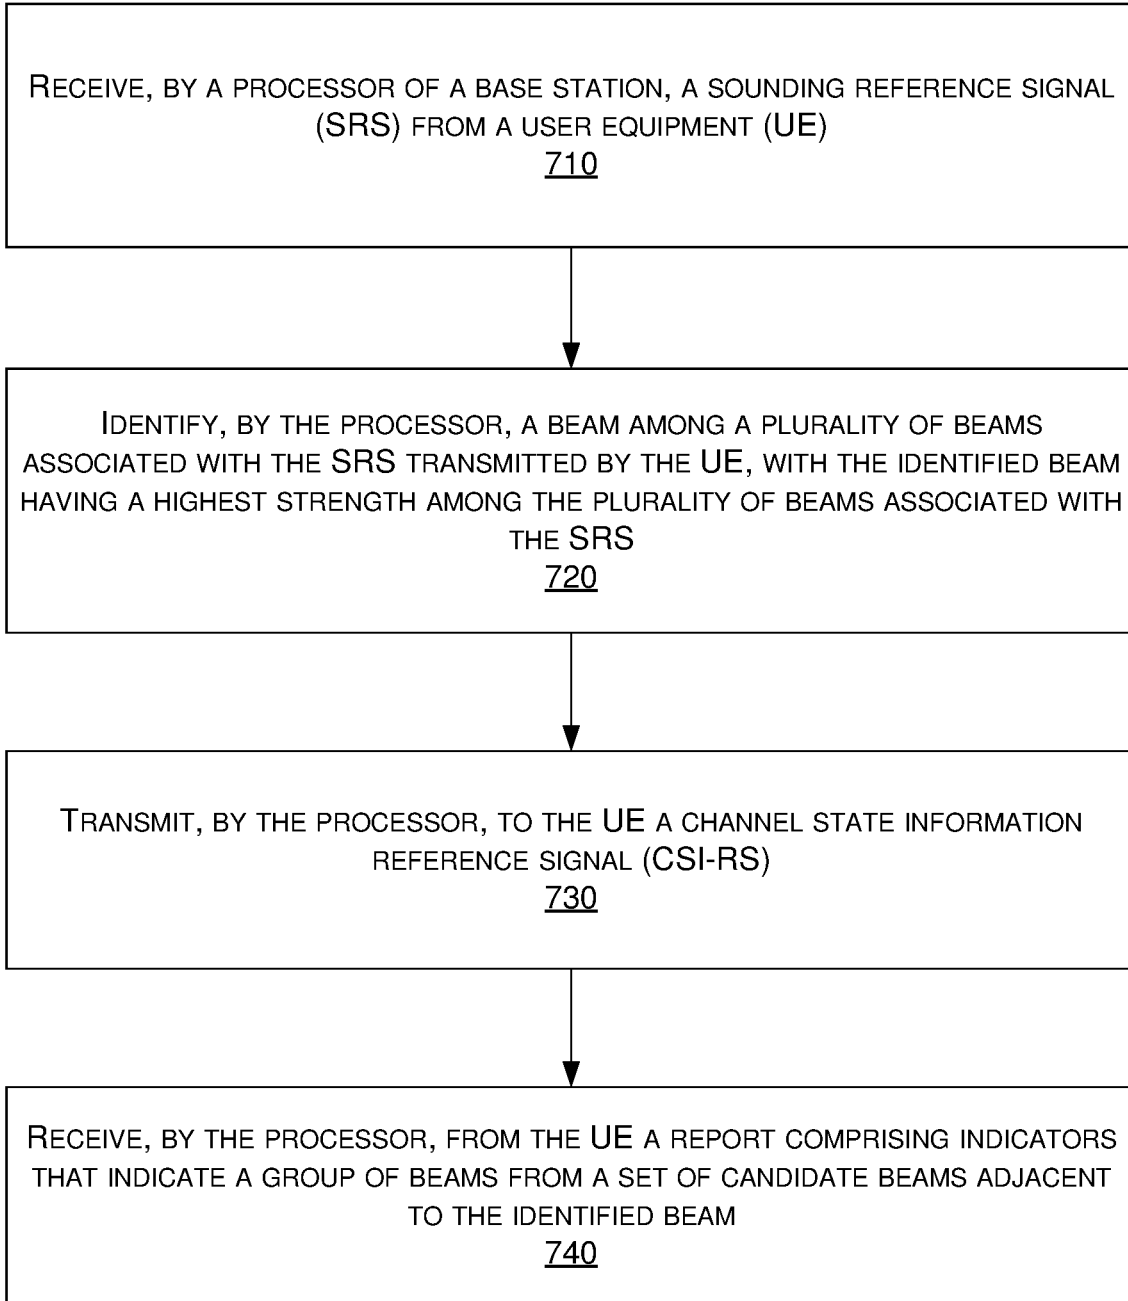 RECEIVE, BY A PROCESSOR OF A BASE STATION, A SOUNDING REFERENCE SIGNAL
(SRS) FROM A USER EQUIPMENT (UE)
710
IDENTIFY, BY THE PROCESSOR, A BEAM AMONG A PLURALITY OF BEAMS
ASSOCIATED WITH THE SRS TRANSMITTED BY THE UE, WITH THE IDENTIFIED BEAM
HAVING A HIGHEST STRENGTH AMONG THE PLURALITY OF BEAMS ASSOCIATED WITH
THE SRS
720
TRANSMIT, BY THE PROCESSOR, TO THE UE A CHANNEL STATE INFORMATION
REFERENCE SIGNAL (CSI-RS)
730
RECEIVE, BY THE PROCESSOR, FROM THE UE A REPORT COMPRISING INDICATORS
THAT INDICATE A GROUP OF BEAMS FROM A SET OF CANDIDATE BEAMS ADJACENT
TO THE IDENTIFIED BEAM
740